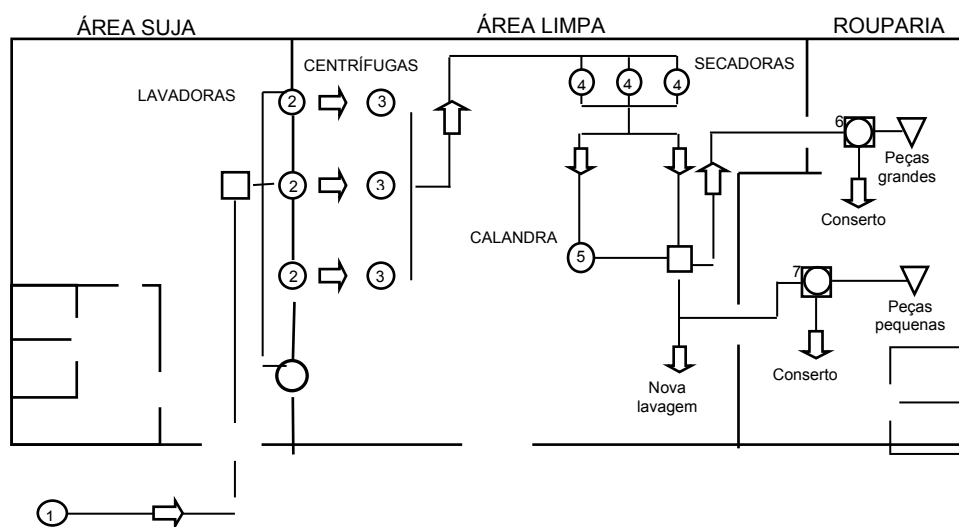 ÁREA SUJA
ÁREA LIMPA
ROUPARIA
LAVADORAS
CENTRÍFUGAS
SECADORAS
2
3
4
4
4
6
Peças
grandes
2
3
Conserto
CALANDRA
5
2
3
7
Peças
pequenas
Nova
lavagem
Conserto
1